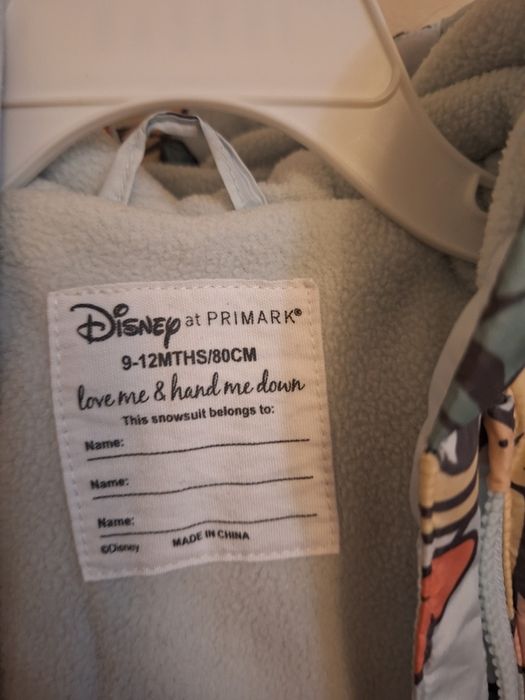 Disney at PRIMARK®
9-12MTHS/80CM
love me & hand me down
This snowsuit belongs to:
Name:
Name:
Name:
©Disney MADE IN CHINA